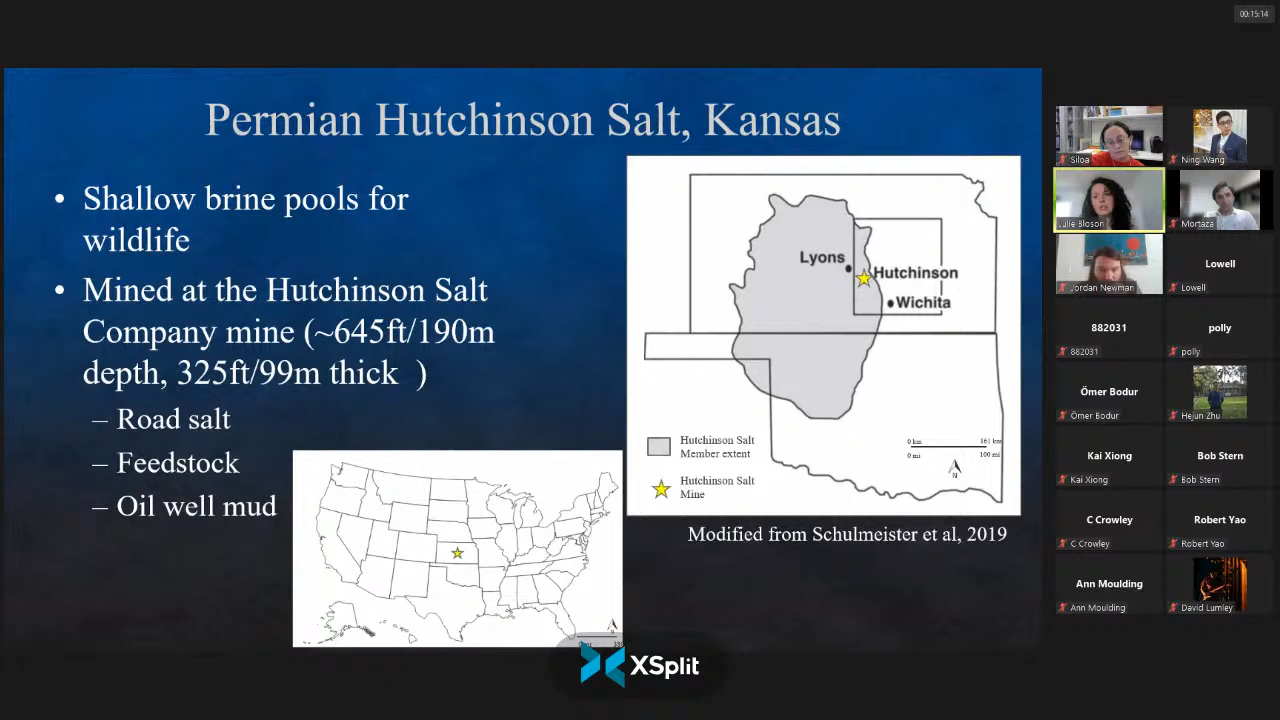 00:15:14
Permian Hutchinson Salt, Kansas
• Shallow brine pools for
wildlife
• Mined at the Hutchinson Salt
Company mine (~645ft/190m
depth, 325ft/99m thick )
– Road salt
– Feedstock
– Oil well mud
Lyons
Hutchinson
Wichita
Hutchinson Salt
Member extent
Hutchinson Salt
Mine
0 km 161 km
0 mi 100 mi
N
Modified from Schulmeister et al, 2019
N
XSplit
Siloa
Ning Wang
Julie Bloson
Mortaza
Jordan Newman
Lowell
Lowell
882031
882031
polly
polly
Ömer Bodur
Ömer Bodur
Hejun Zhu
Kai Xiong
Kai Xiong
Bob Stern
Bob Stern
C Crowley
C Crowley
Robert Yao
Robert Yao
Ann Moulding
Ann Moulding
David Lumley